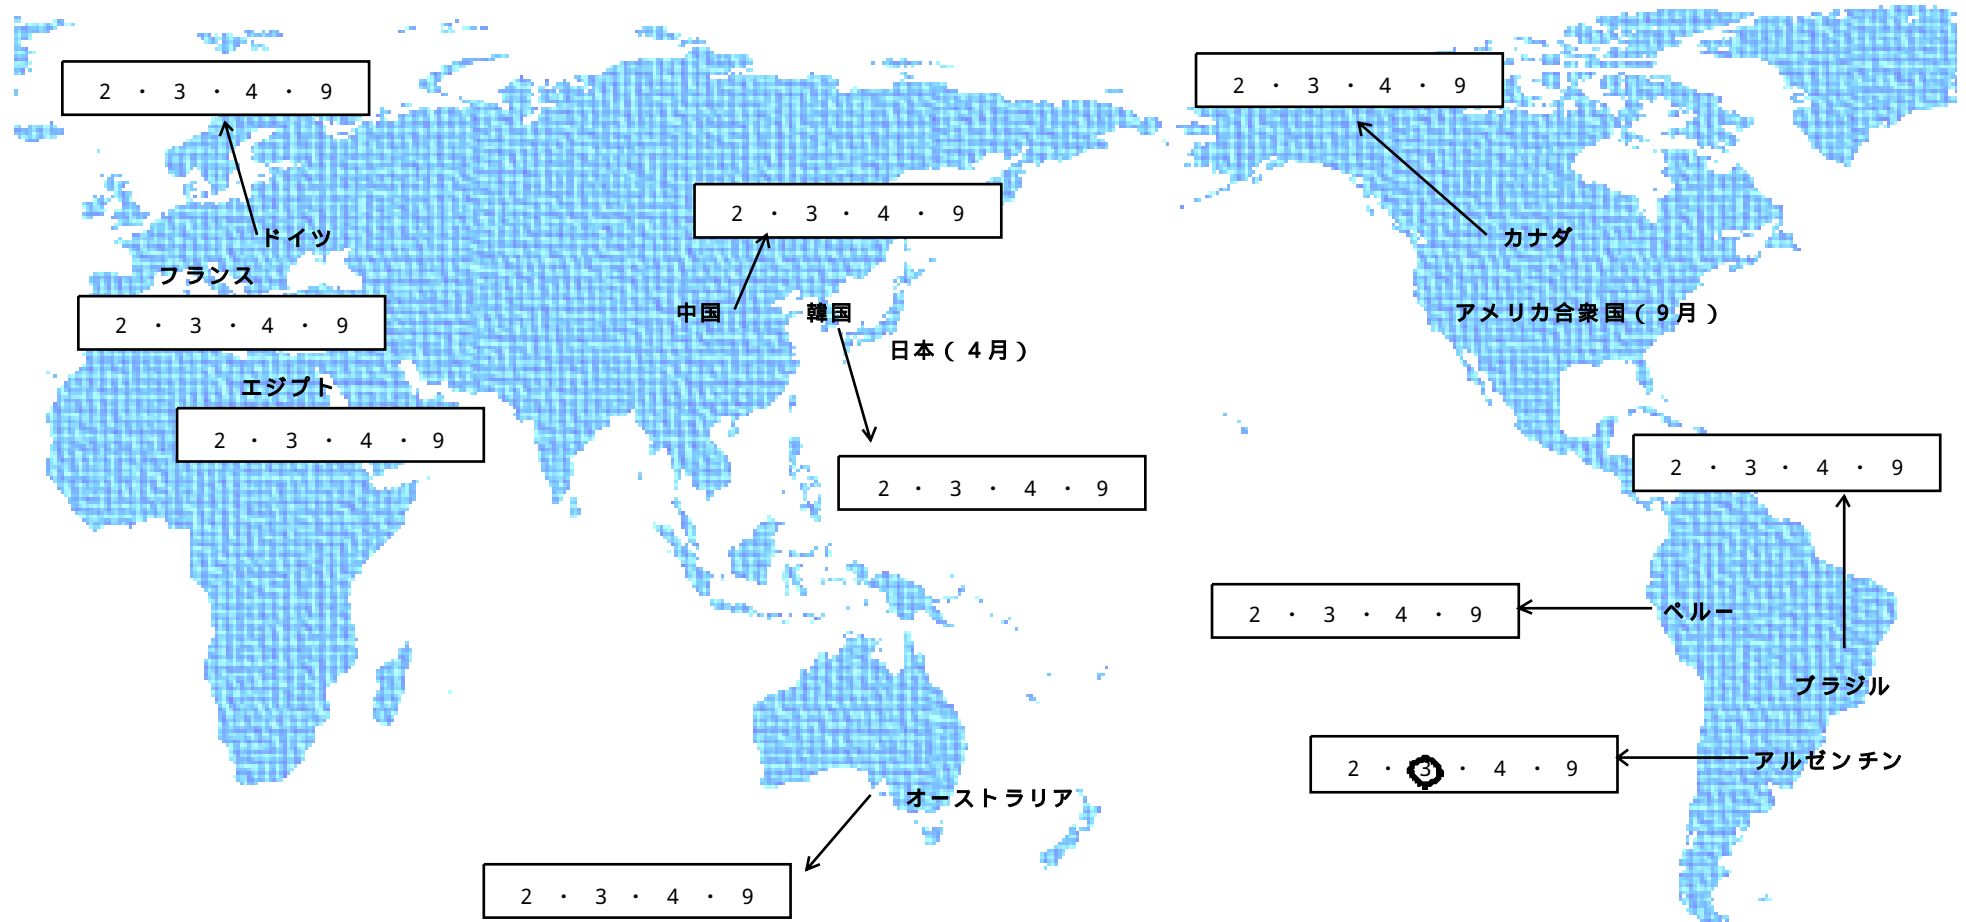 2 ・ 3 ・ 4 ・ 9
2 ・ 3 ・ 4 ・ 9
2 ・ 3 ・ 4 ・ 9
ドイツ
カナダ
フランス
2 ・ 3 ・ 4 ・ 9
中国
韓国
アメリカ合衆国(9月)
日本(4月)
エジプト
2 ・ 3 ・ 4 ・ 9
2 ・ 3 ・ 4 ・ 9
2 ・ 3 ・ 4 ・ 9
2 ・ 3 ・ 4 ・ 9
ペルー
ブラジル
2 ・ 3 ・ 4 ・ 9
アルゼンチン
オーストラリア
2 ・ 3 ・ 4 ・ 9